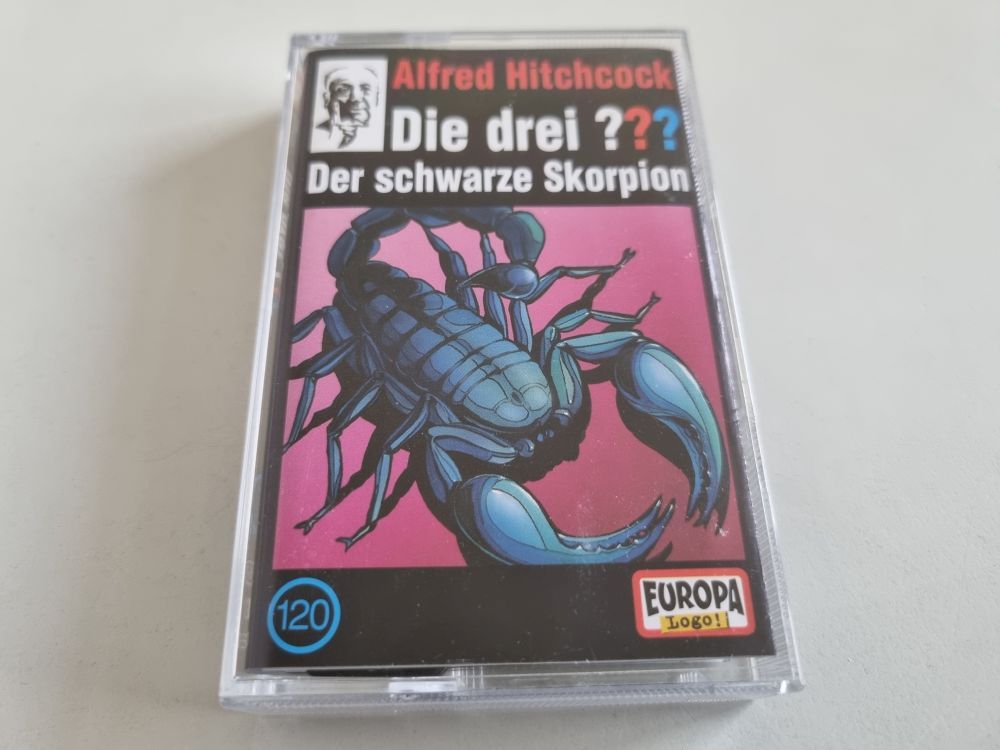 Alfred Hitchcock
Die drei ???
Der schwarze Skorpion
120
EUROPA
Logo!